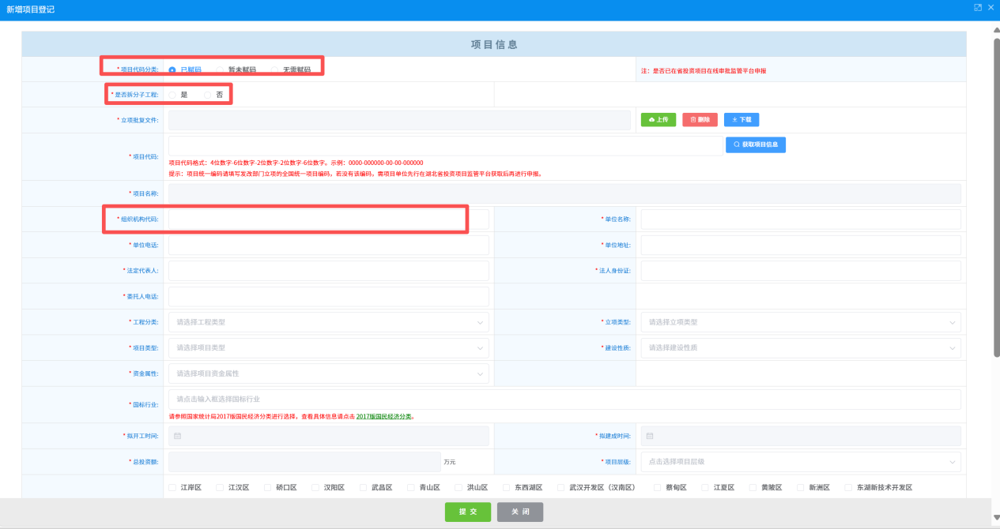 新增项目登记
项目信息
*项目代码分类: 已赋码 暂未赋码 无需赋码 注：是否已在省投资项目在线审批监管平台申报
*是否拆分子工程: 是 否
*立项批复文件: 上传 删除 下载
*项目代码: 获取项目信息
项目代码格式：4位数字-6位数字-2位数字-2位数字-6位数字。示例：0000-000000-00-00-000000
提示：项目统一编码请填写发改部门立项的全国统一项目编码，若没有该编码，需项目单位先行在湖北省投资项目监管平台获取后再进行申报。
*项目名称:
*组织机构代码: *单位名称:
*单位电话: *单位地址:
*法定代表人: *法人身份证:
*委托人电话:
*工程分类: 请选择工程类型 *立项类型: 请选择立项类型
*项目类型: 请选择项目类型 *建设性质: 请选择建设性质
*资金属性: 请选择项目资金属性
*国标行业: 请点击输入框选择国标行业
请参照国家统计局2017版国民经济分类进行选择，查看具体信息请点击 2017版国民经济分类。
*拟开工时间: *拟建成时间:
*总投资额: 万元 *项目层级: 点击选择项目层级
江岸区 江汉区 硚口区 汉阳区 武昌区 青山区 洪山区 东西湖区 武汉开发区（汉南区） 蔡甸区 江夏区 黄陂区 新洲区 东湖新技术开发区
提 交 关 闭